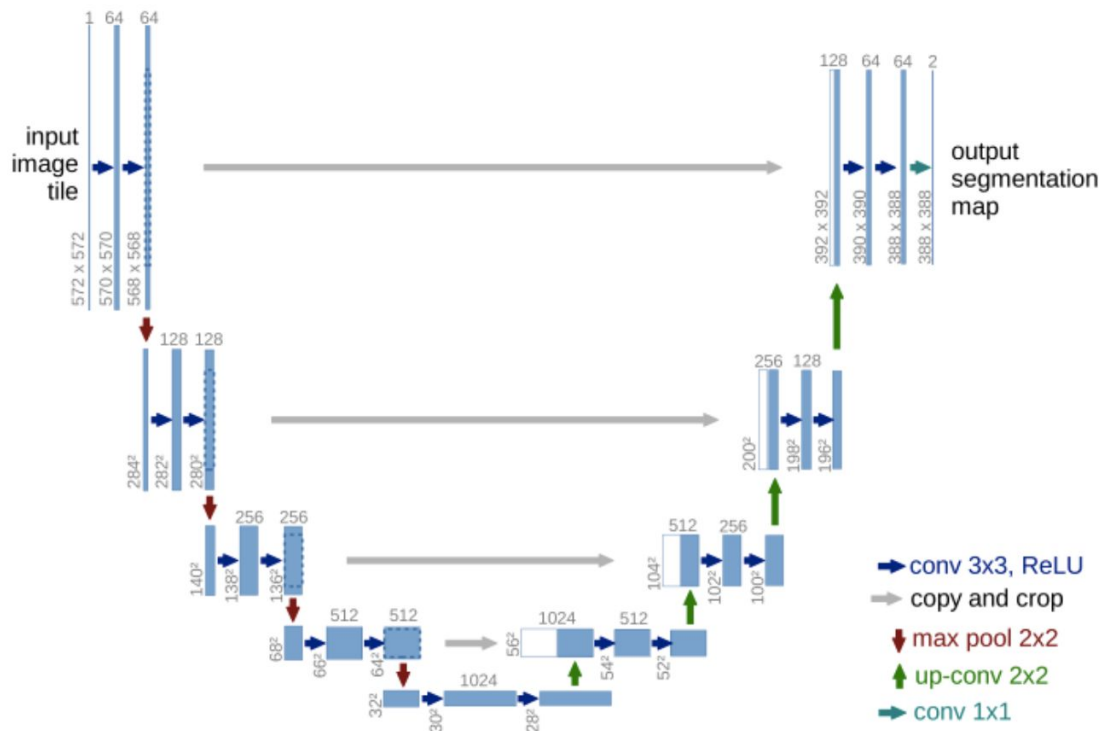 1 64 64
input
image
tile
572 x 572
570 x 570
568 x 568
128 64 64 2
output
segmentation
map
392 x 392
390 x 390
388 x 388
388 x 388
128 128
284²
282²
280²
256 128
200²
198²
196²
256 256
140²
138²
136²
512 256
104²
102²
100²
512 512
68²
66²
64²
1024 512
56²
54²
52²
1024
32²
30²
28²
conv 3x3, ReLU
copy and crop
max pool 2x2
up-conv 2x2
conv 1x1